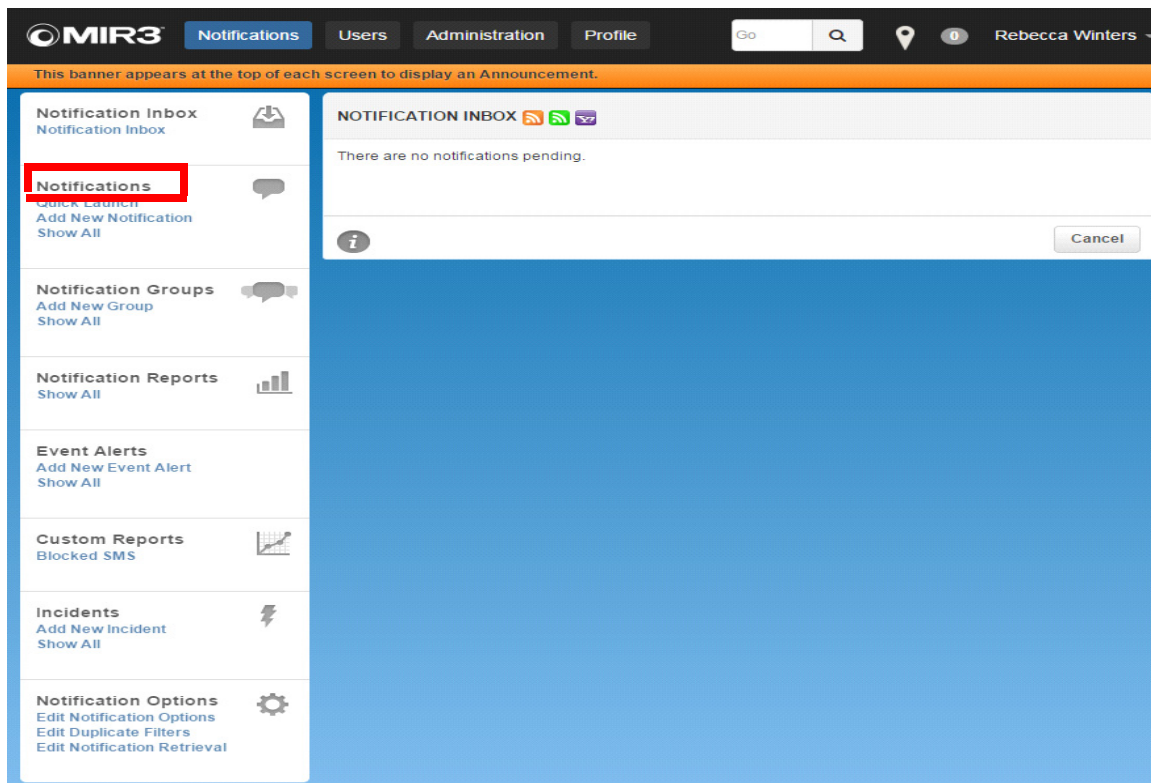 MIR3 Notifications Users Administration Profile Go 0 Rebecca Winters
This banner appears at the top of each screen to display an Announcement.
Notification Inbox
Notification Inbox
Notifications
Quick Launch
Add New Notification
Show All
Notification Groups
Add New Group
Show All
Notification Reports
Show All
Event Alerts
Add New Event Alert
Show All
Custom Reports
Blocked SMS
Incidents
Add New Incident
Show All
Notification Options
Edit Notification Options
Edit Duplicate Filters
Edit Notification Retrieval
NOTIFICATION INBOX
There are no notifications pending.
i
Cancel